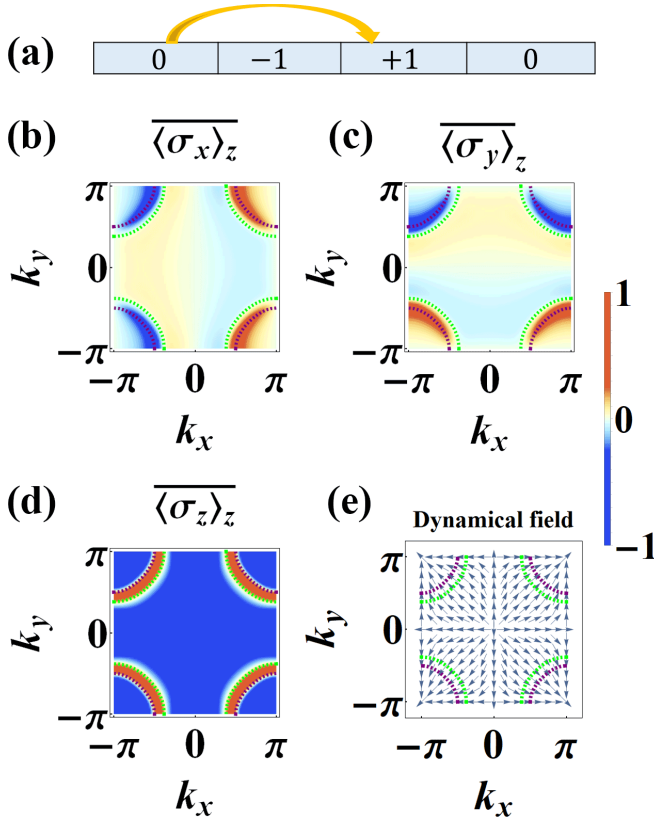 (a) 0 −1 +1 0
(b) ⟨σx⟩z (c) ⟨σy⟩z
π π
ky 0 ky 0
−π −π
−π 0 π −π 0 π
kx kx
1
0
−1
(d) ⟨σz⟩z (e) Dynamical field
π π
ky 0 ky 0
−π −π
−π 0 π −π 0 π
kx kx